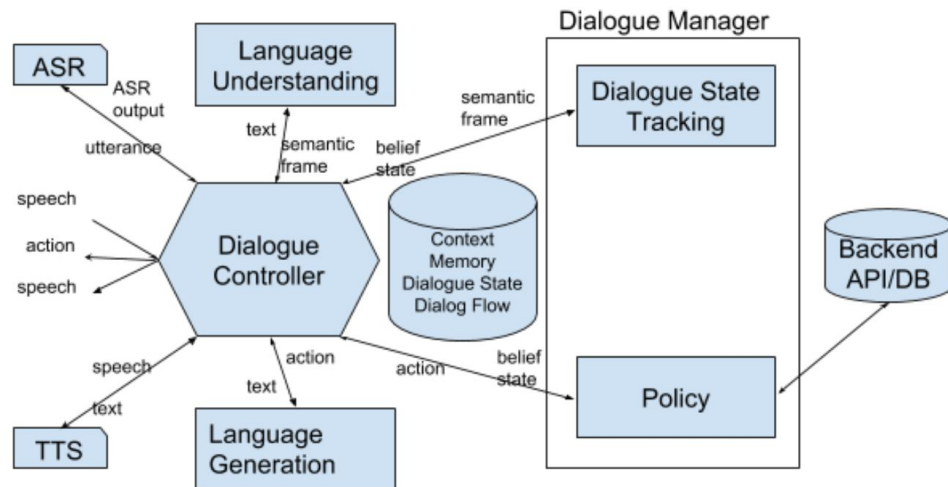 Dialogue Manager
ASR
Language
Understanding
ASR
output
utterance
text
semantic
frame
belief
state
semantic
frame
Dialogue State
Tracking
speech
action
speech
Dialogue
Controller
Context
Memory
Dialogue State
Dialog Flow
Backend
API/DB
speech
text
action
text
action
belief
state
Policy
TTS
Language
Generation